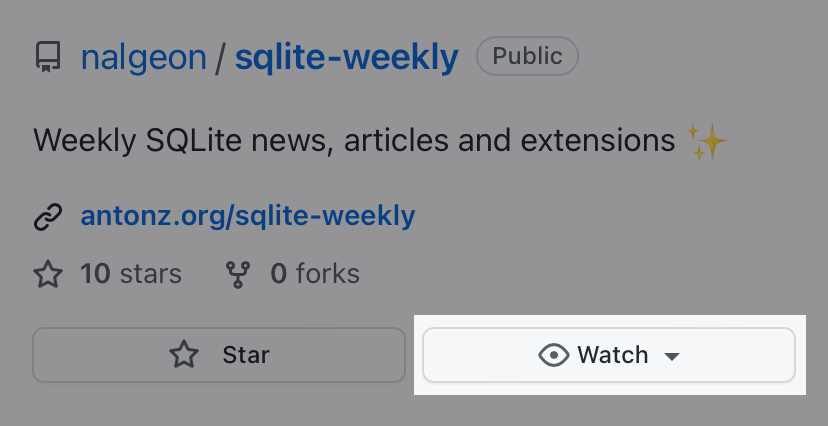 nalgeon / sqlite-weekly Public
Weekly SQLite news, articles and extensions ✨
antonz.org/sqlite-weekly
10 stars 0 forks
Star Watch